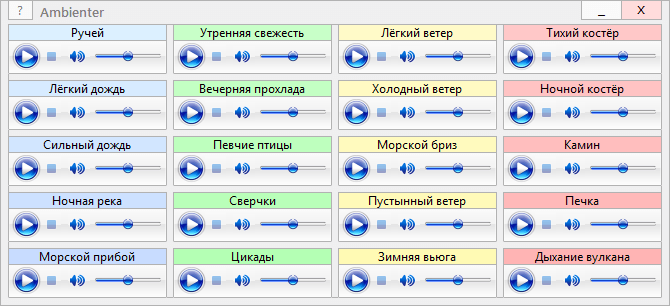 ? Ambienter _ X
Ручей Утренняя свежесть Лёгкий ветер Тихий костёр
Лёгкий дождь Вечерняя прохлада Холодный ветер Ночной костёр
Сильный дождь Певчие птицы Морской бриз Камин
Ночная река Сверчки Пустынный ветер Печка
Морской прибой Цикады Зимняя вьюга Дыхание вулкана